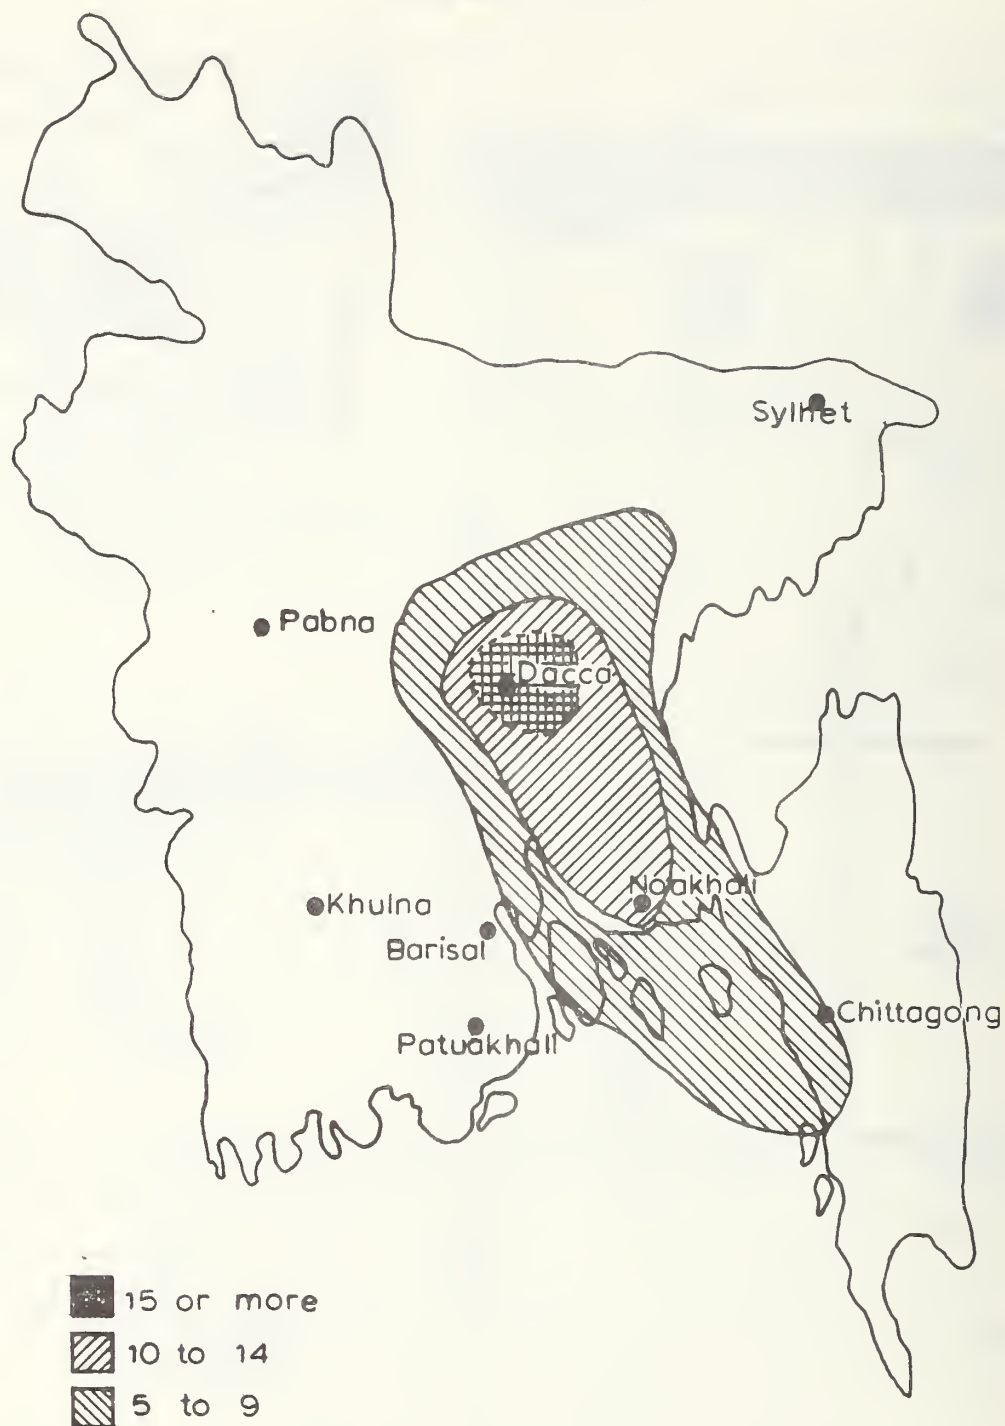 Sylhet
Pabna
Dacca
Noakhali
Khulna
Barisal
Chittagong
Patuakhali
15 or more
10 to 14
5 to 9